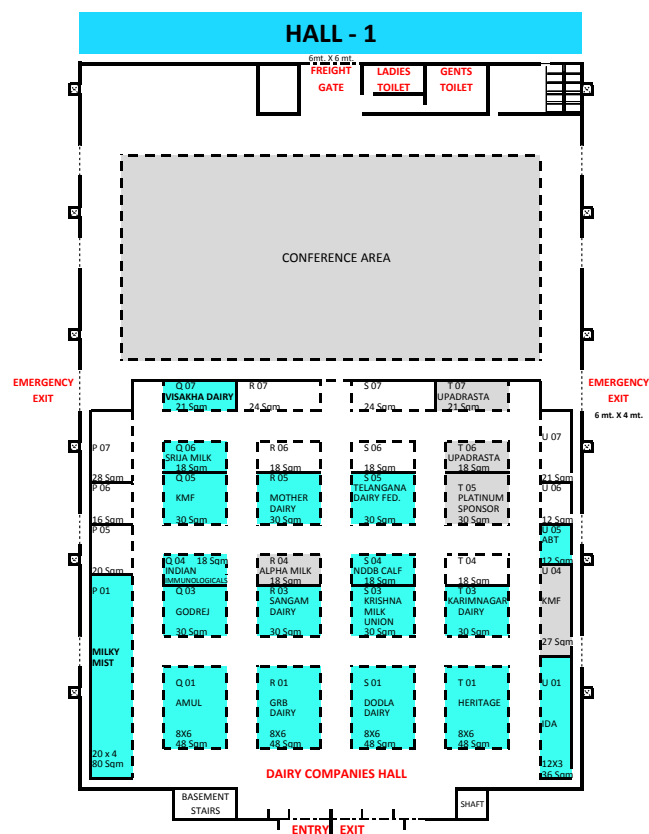 HALL - 1
6mt. X 6 mt.
FREIGHT
GATE
LADIES
TOILET
GENTS
TOILET
CONFERENCE AREA
EMERGENCY
EXIT
EMERGENCY
EXIT
6 mt. X 4 mt.
Q 07
VISAKHA DAIRY
21 Sqm
R 07
24 Sqm
S 07
24 Sqm
T 07
UPADRASTA
21 Sqm
P 07
28 Sqm
Q 06
SRIJA MILK
18 Sqm
R 06
18 Sqm
S 06
18 Sqm
T 06
UPADRASTA
18 Sqm
U 07
21 Sqm
P 06
16 Sqm
Q 05
KMF
30 Sqm
R 05
MOTHER
DAIRY
30 Sqm
S 05
TELANGANA
DAIRY FED.
30 Sqm
T 05
PLATINUM
SPONSOR
30 Sqm
U 06
12 Sqm
P 05
20 Sqm
U 05
ABT
12 Sqm
Q 04 18 Sqm
INDIAN
IMMUNOLOGICALS
R 04
ALPHA MILK
18 Sqm
S 04
NDDB CALF
18 Sqm
T 04
18 Sqm
U 04
KMF
27 Sqm
P 01
MILKY
MIST
20 x 4
80 Sqm
Q 03
GODREJ
30 Sqm
R 03
SANGAM
DAIRY
30 Sqm
S 03
KRISHNA
MILK
UNION
30 Sqm
T 03
KARIMNAGAR
DAIRY
30 Sqm
Q 01
AMUL
8X6
48 Sqm
R 01
GRB
DAIRY
8X6
48 Sqm
S 01
DODLA
DAIRY
8X6
48 Sqm
T 01
HERITAGE
8X6
48 Sqm
U 01
IDA
12X3
36 Sqm
DAIRY COMPANIES HALL
BASEMENT
STAIRS
SHAFT
ENTRY EXIT